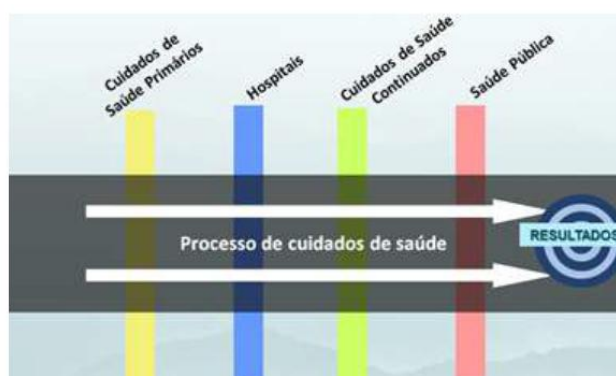 Cuidados de
Saúde Primários
Hospitais
Cuidados de Saúde
Continuados
Saúde Pública
Processo de cuidados de saúde
RESULTADOS